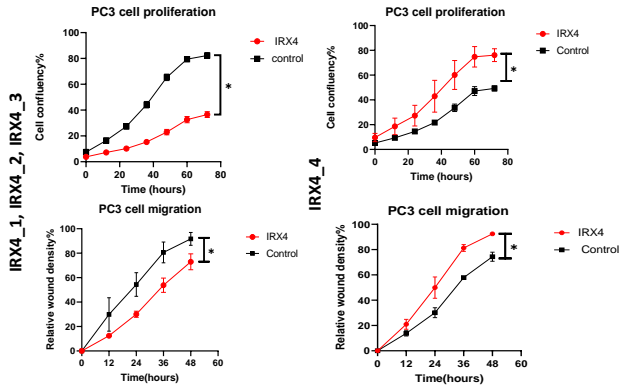 IRX4_1, IRX4_2, IRX4_3
PC3 cell proliferation
Cell confluency%
100
80
60
40
20
0
0 20 40 60 80
Time (hours)
IRX4
control
*
PC3 cell migration
Relative wound density%
100
80
60
40
20
0
0 12 24 36 48 60
Time(hours)
IRX4
Control
*
IRX4_4
PC3 cell proliferation
Cell confluency%
100
80
60
40
20
0
0 20 40 60 80
Time (hours)
IRX4
Control
*
PC3 cell migration
Relative wound density%
100
80
60
40
20
0
0 12 24 36 48 60
Time(hours)
IRX4
Control
*